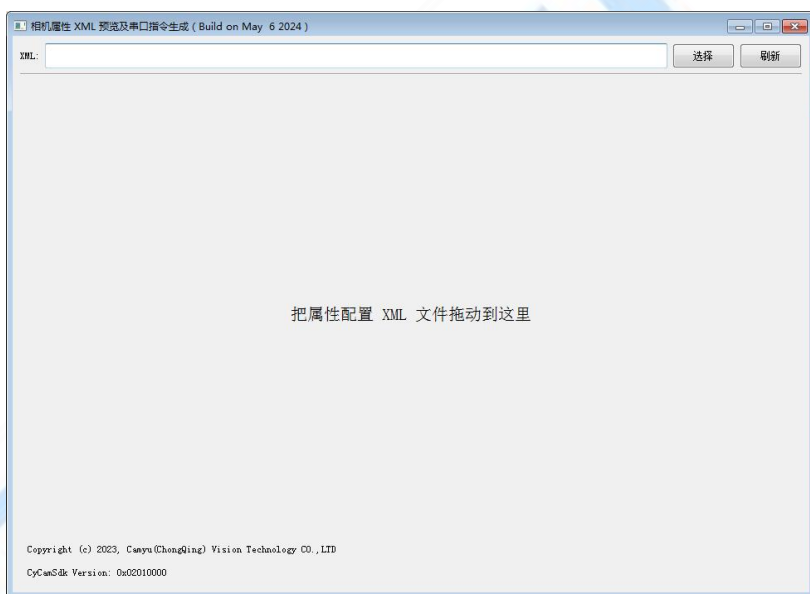 相机属性 XML 预览及串口指令生成 ( Build on May  6 2024 )
XML:
选择
刷新
把属性配置 XML 文件拖动到这里
Copyright (c) 2023, Camyu(ChongQing) Vision Technology CO.,LTD
CyCamSdk Version: 0x02010000